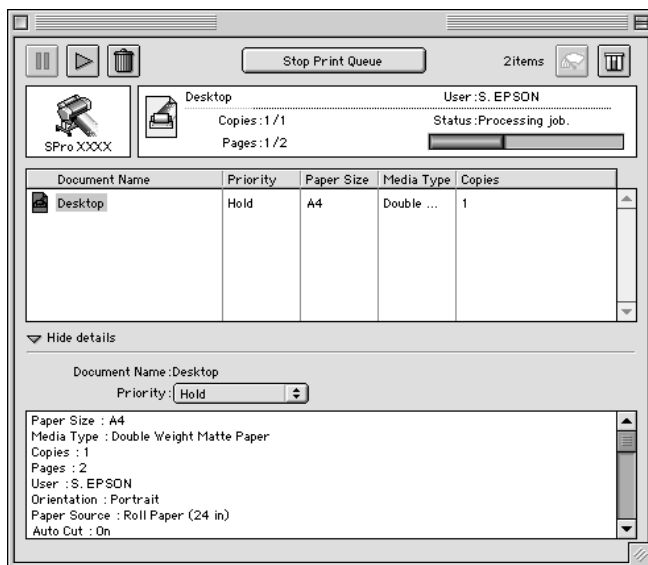 Stop Print Queue
2items
SPro XXXX
Desktop
User :S. EPSON
Copies :1 /1
Status :Processing job.
Pages :1 /2
Document Name Priority Paper Size Media Type Copies
Desktop Hold A4 Double ... 1
Hide details
Document Name :Desktop
Priority : Hold
Paper Size : A4
Media Type : Double Weight Matte Paper
Copies : 1
Pages : 2
User : S. EPSON
Orientation : Portrait
Paper Source : Roll Paper (24 in)
Auto Cut : On